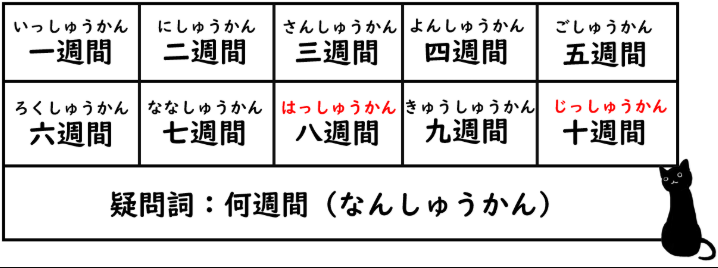 いっしゅうかん にしゅうかん さんしゅうかん よんしゅうかん ごしゅうかん
一週間 二週間 三週間 四週間 五週間
ろくしゅうかん ななしゅうかん はっしゅうかん きゅうしゅうかん じっしゅうかん
六週間 七週間 八週間 九週間 十週間
疑問詞：何週間（なんしゅうかん）